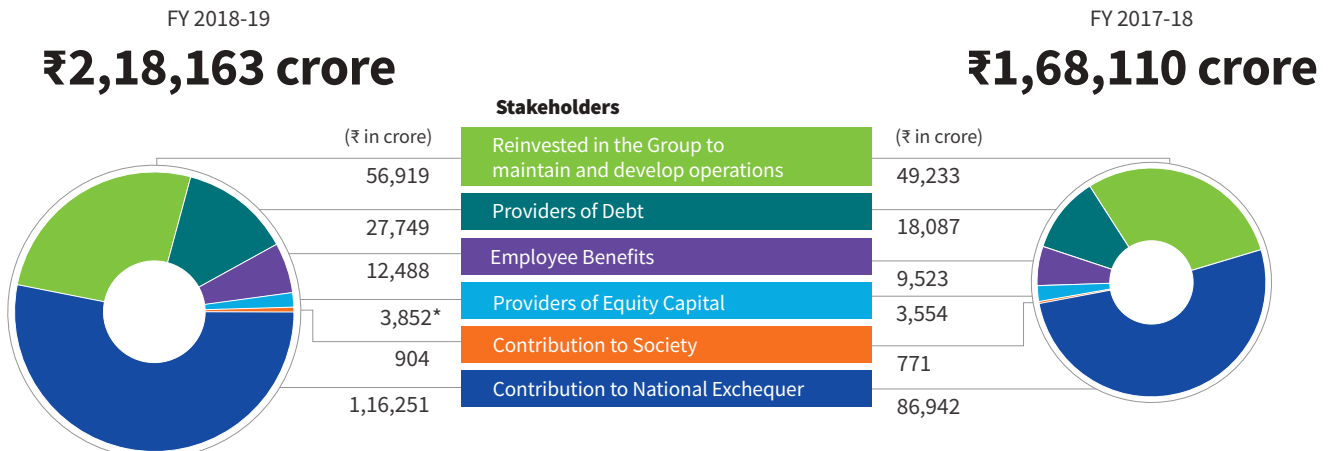 FY 2018-19
₹2,18,163 crore
FY 2017-18
₹1,68,110 crore
Stakeholders
(₹ in crore)
(₹ in crore)
56,919
Reinvested in the Group to
maintain and develop operations
49,233
27,749
Providers of Debt
18,087
12,488
Employee Benefits
9,523
3,852*
Providers of Equity Capital
3,554
904
Contribution to Society
771
1,16,251
Contribution to National Exchequer
86,942